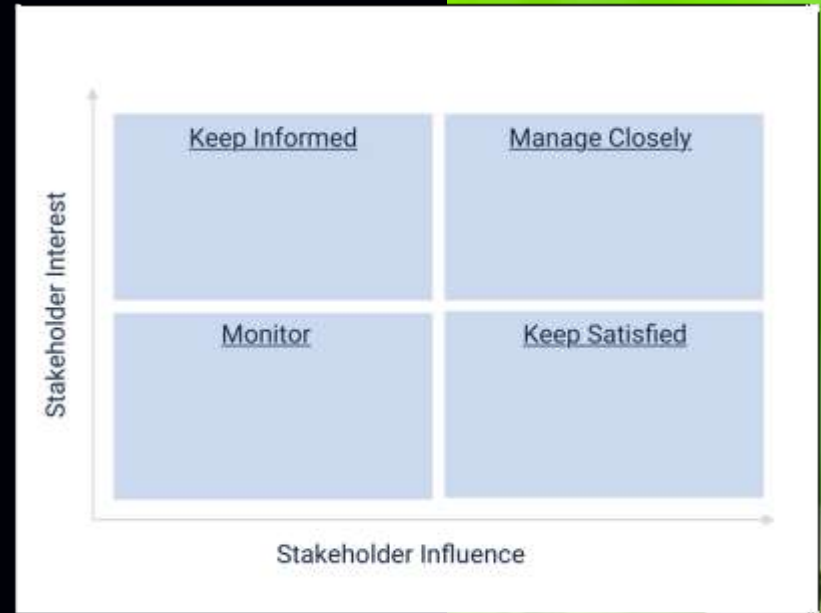 Keep Informed
Manage Closely
Stakeholder Interest
Monitor
Keep Satisfied
Stakeholder Influence